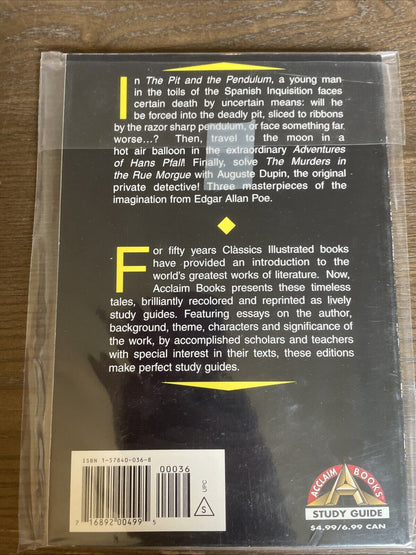 In The Pit and the Pendulum, a young man
in the toils of the Spanish Inquisition faces
certain death by uncertain means: will he
be forced into the deadly pit, sliced to ribbons
by the razor sharp pendulum, or face something far,
worse...? Then, travel to the moon in a
hot air balloon in the extraordinary Adventures
of Hans Pfall! Finally, solve The Murders in
the Rue Morgue with Auguste Dupin, the original
private detective! Three masterpieces of the
imagination from Edgar Allan Poe.
For fifty years Classics Illustrated books
have provided an introduction to the
world's greatest works of literature. Now,
Acclaim Books presents these timeless
tales, brilliantly recolored and reprinted as lively
study guides. Featuring essays on the author,
background, theme, characters and significance of
the work, by accomplished scholars and teachers
with special interest in their texts, these editions
make perfect study guides.
ISBN 1-57840-036-8
00036
7 16892 00499 5
UPC
S
ACCLAIM BOOKS
A
STUDY GUIDE
$4.99/6.99 CAN